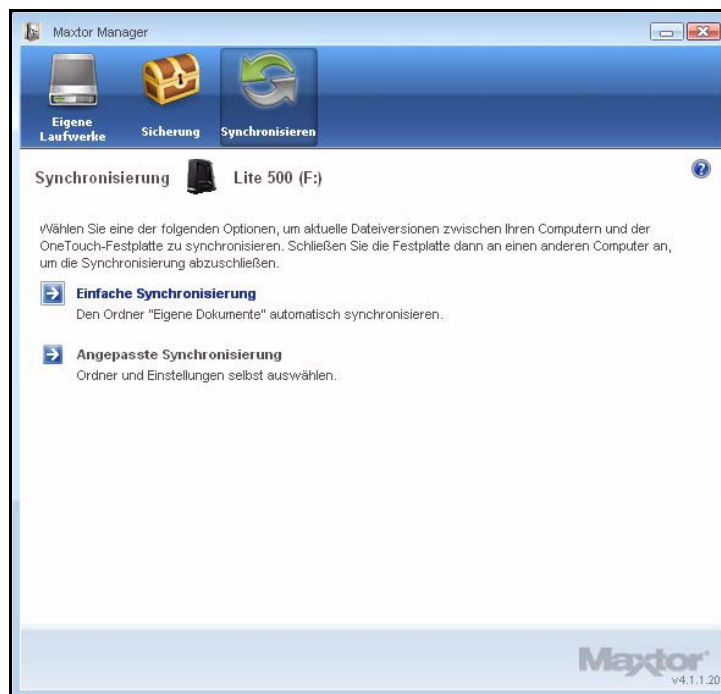 Maxtor Manager
Eigene
Laufwerke
Sicherung
Synchronisieren
Synchronisierung Lite 500 (F:)
?
Wählen Sie eine der folgenden Optionen, um aktuelle Dateiversionen zwischen Ihren Computern und der
OneTouch-Festplatte zu synchronisieren. Schließen Sie die Festplatte dann an einen anderen Computer an,
um die Synchronisierung abzuschließen.
Einfache Synchronisierung
Den Ordner "Eigene Dokumente" automatisch synchronisieren.
Angepasste Synchronisierung
Ordner und Einstellungen selbst auswählen.
Maxtor
v4.1.1.20